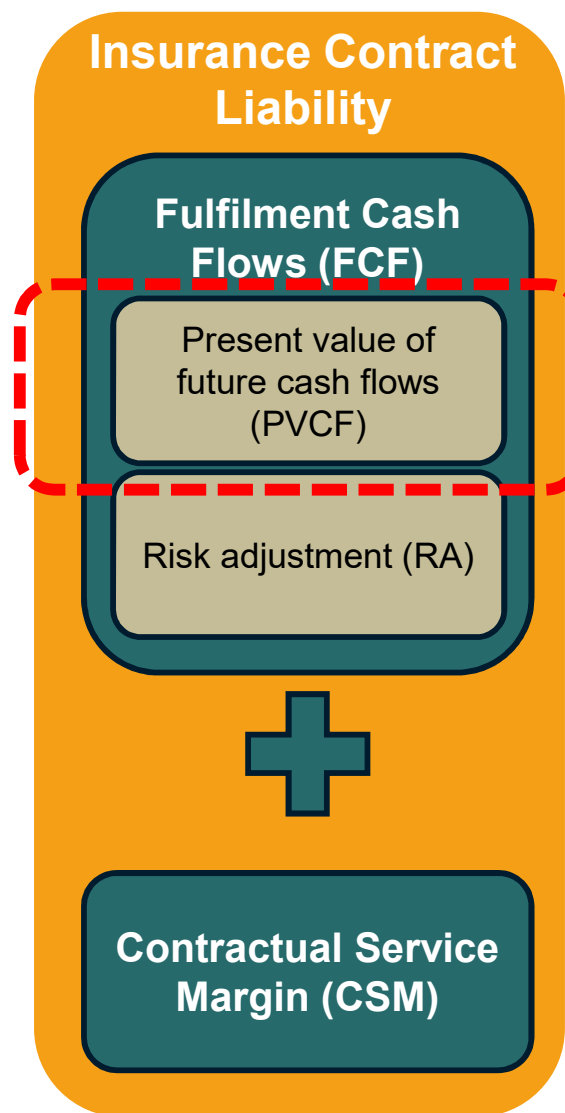 Insurance Contract
Liability
Fulfilment Cash
Flows (FCF)
Present value of
future cash flows
(PVCF)
Risk adjustment (RA)
Contractual Service
Margin (CSM)